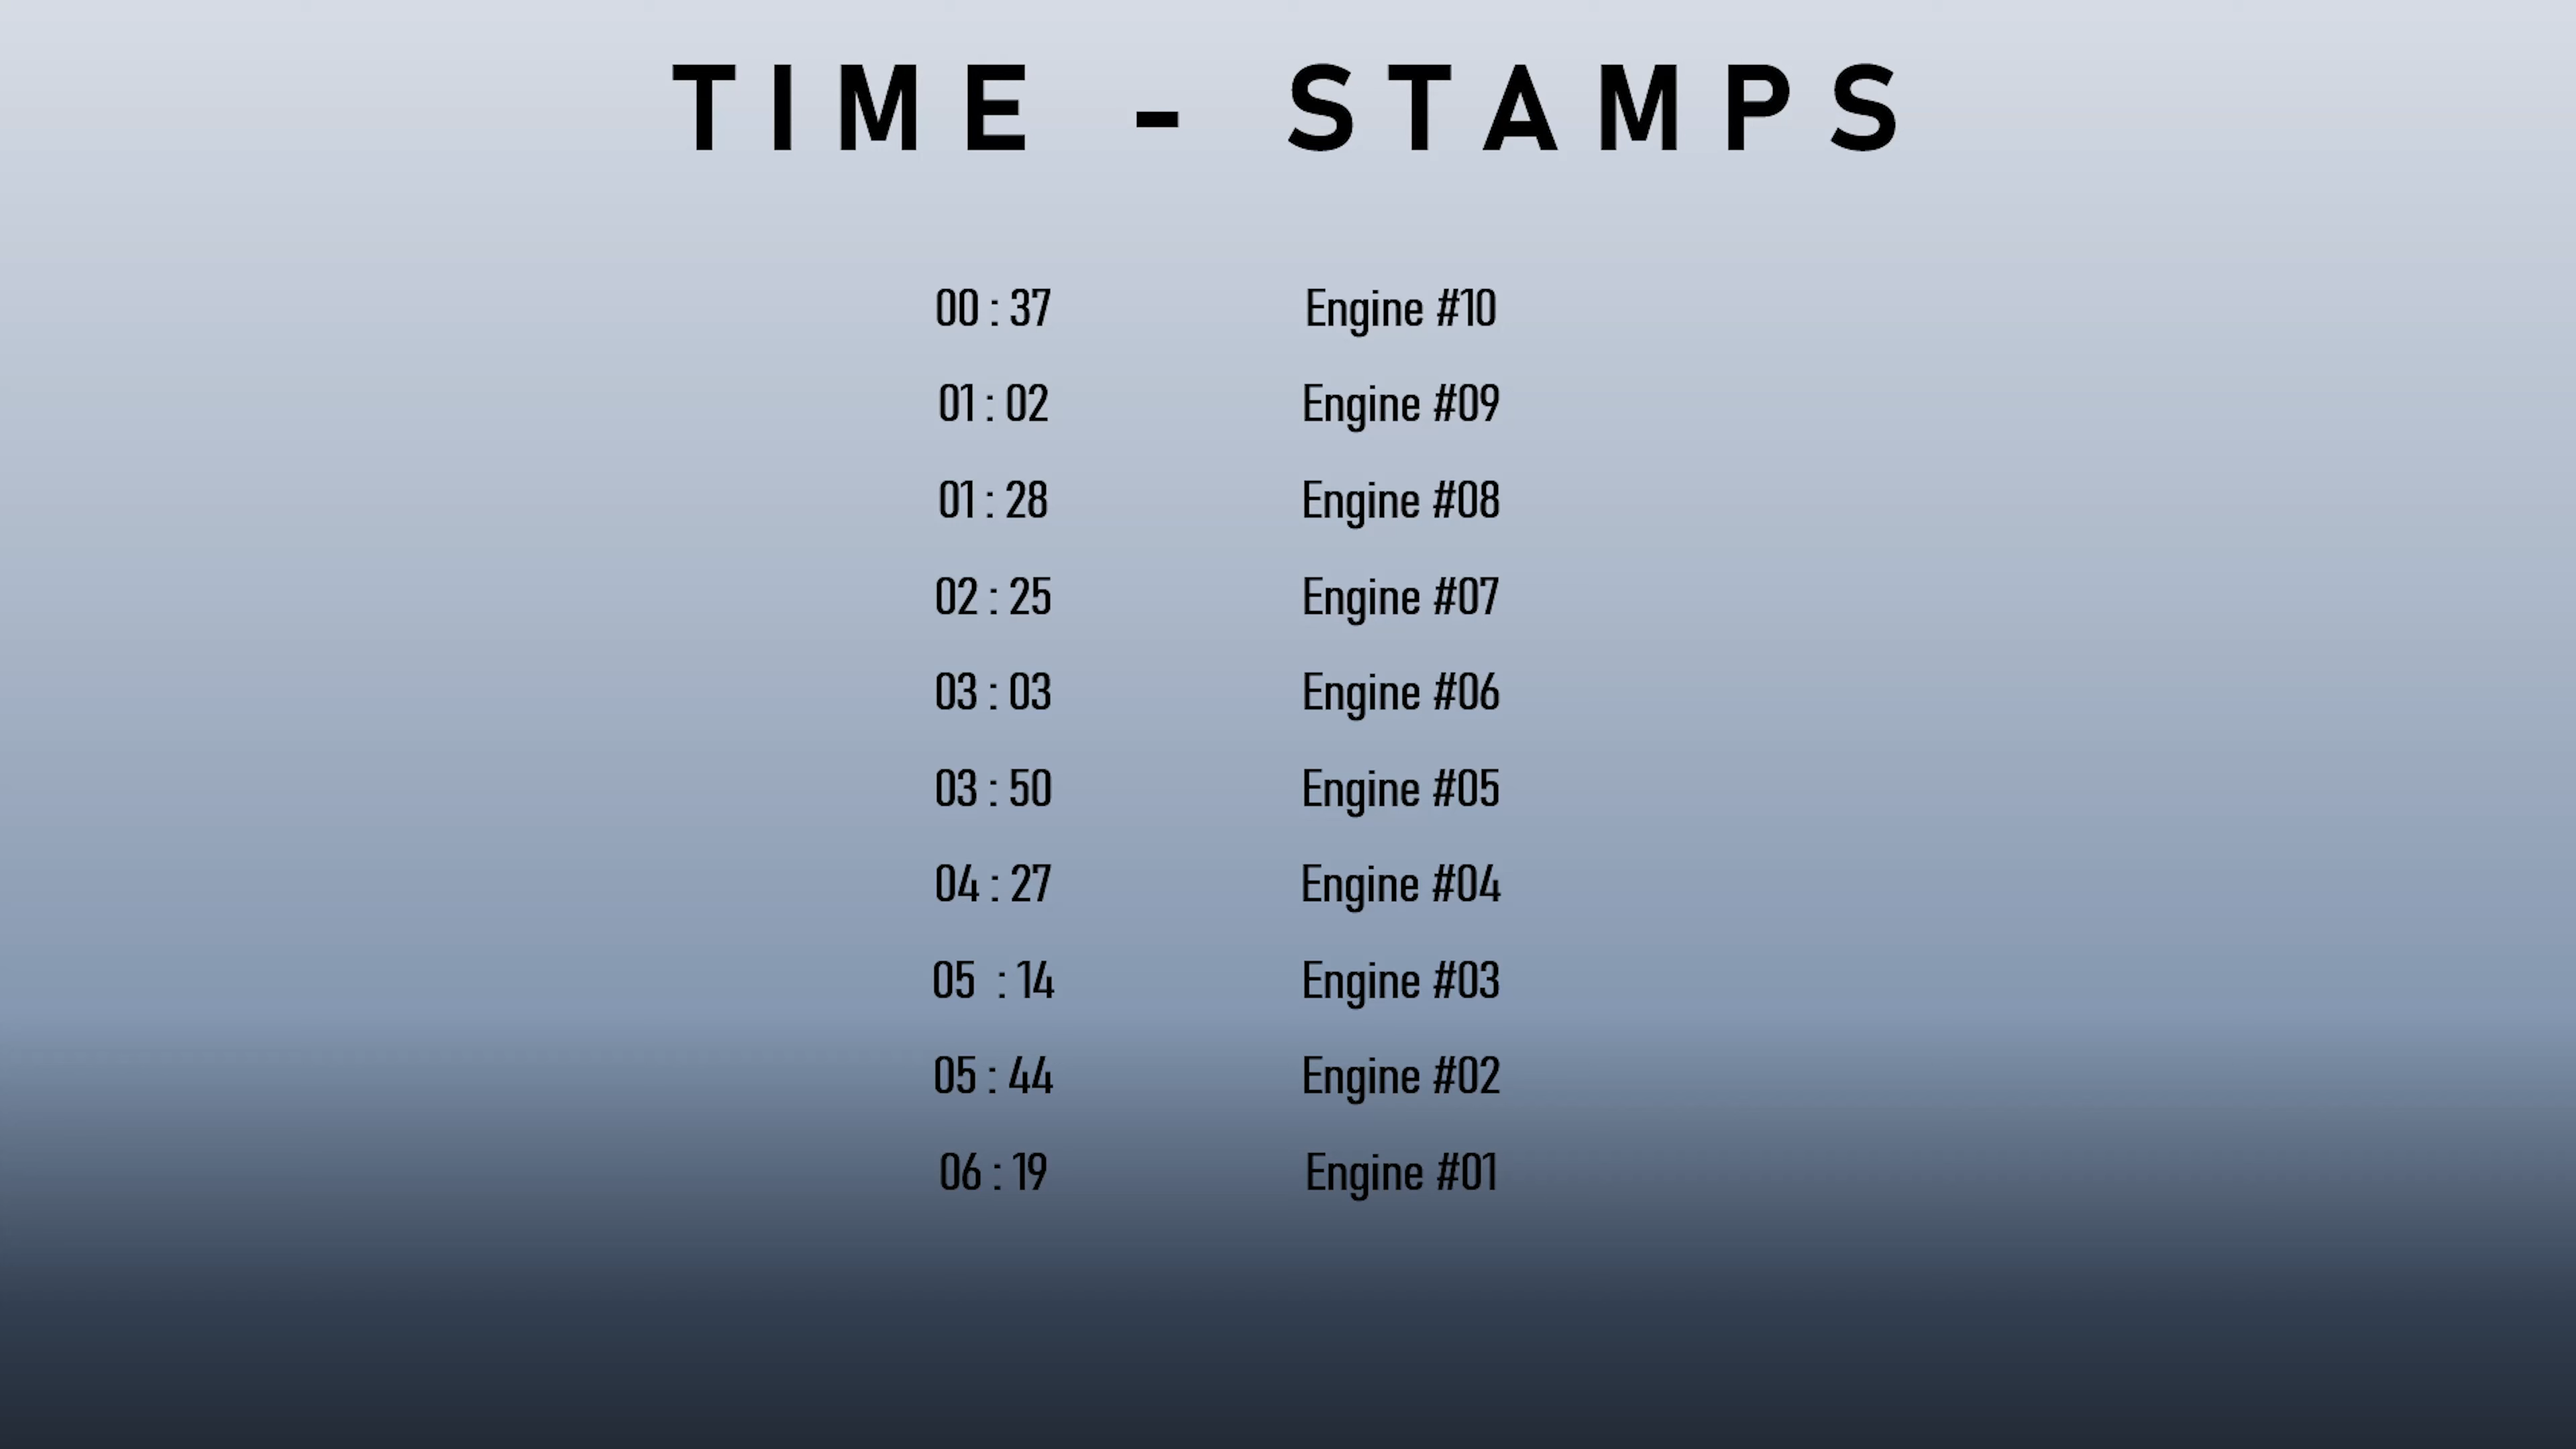 TIME - STAMPS
00 : 37 Engine #10
01 : 02 Engine #09
01 : 28 Engine #08
02 : 25 Engine #07
03 : 03 Engine #06
03 : 50 Engine #05
04 : 27 Engine #04
05 : 14 Engine #03
05 : 44 Engine #02
06 : 19 Engine #01